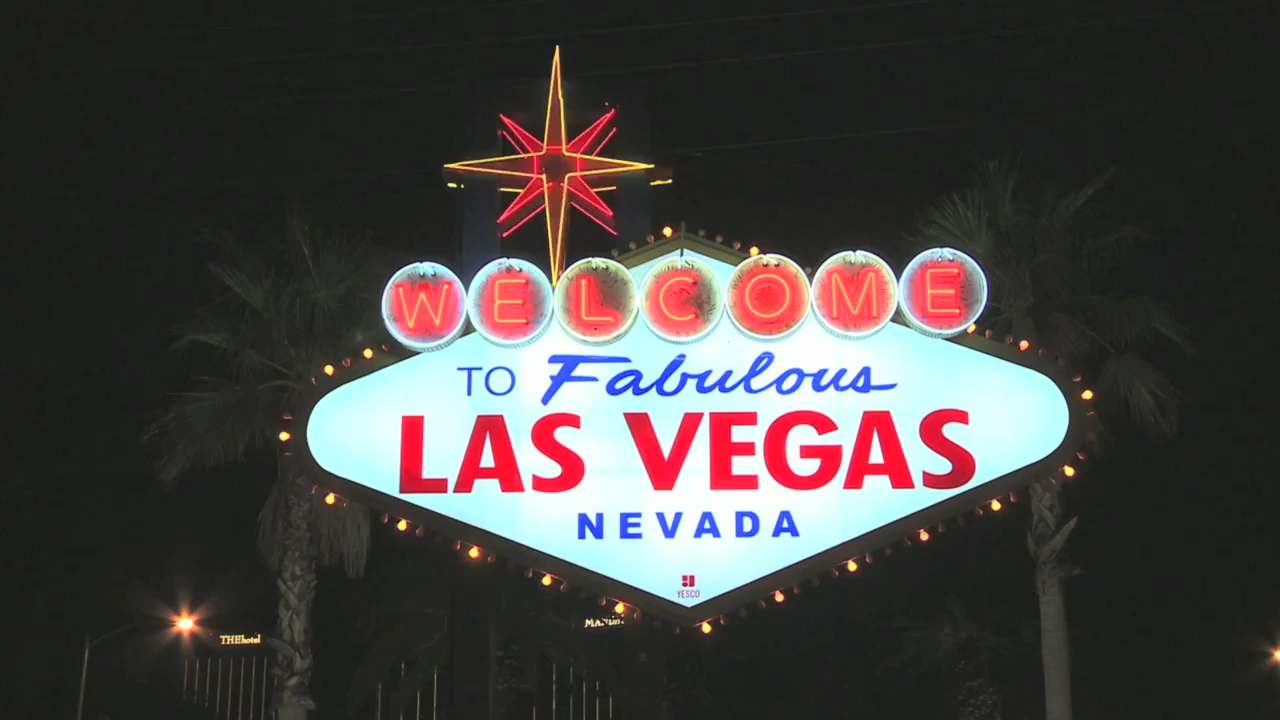 WELCOME
TO Fabulous
LAS VEGAS
NEVADA
YESCO
THEhotel